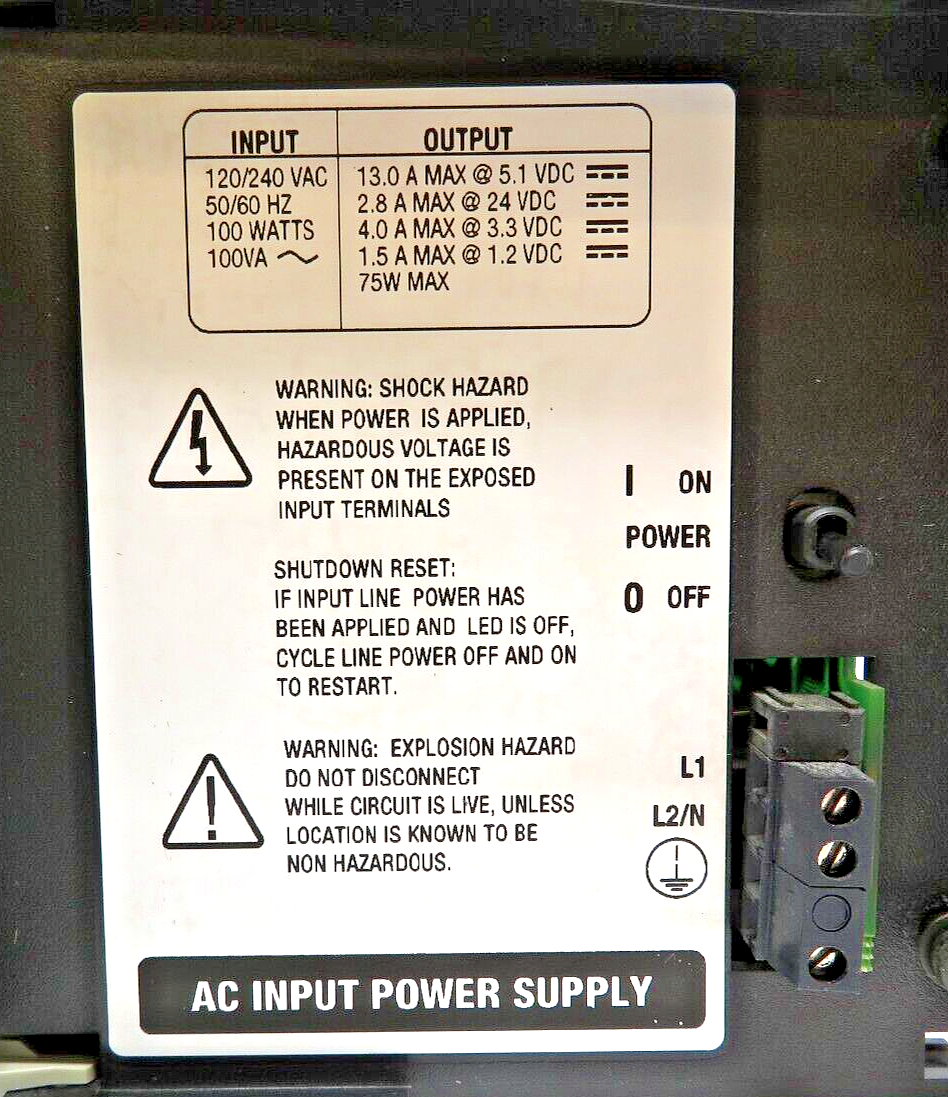 INPUT
OUTPUT
120/240 VAC
50/60 HZ
100 WATTS
100VA
13.0 A MAX @ 5.1 VDC
2.8 A MAX @ 24 VDC
4.0 A MAX @ 3.3 VDC
1.5 A MAX @ 1.2 VDC
75W MAX
WARNING: SHOCK HAZARD
WHEN POWER IS APPLIED,
HAZARDOUS VOLTAGE IS
PRESENT ON THE EXPOSED
INPUT TERMINALS
I ON
POWER
O OFF
SHUTDOWN RESET:
IF INPUT LINE POWER HAS
BEEN APPLIED AND LED IS OFF,
CYCLE LINE POWER OFF AND ON
TO RESTART.
WARNING: EXPLOSION HAZARD
DO NOT DISCONNECT
WHILE CIRCUIT IS LIVE, UNLESS
LOCATION IS KNOWN TO BE
NON HAZARDOUS.
L1
L2/N
AC INPUT POWER SUPPLY